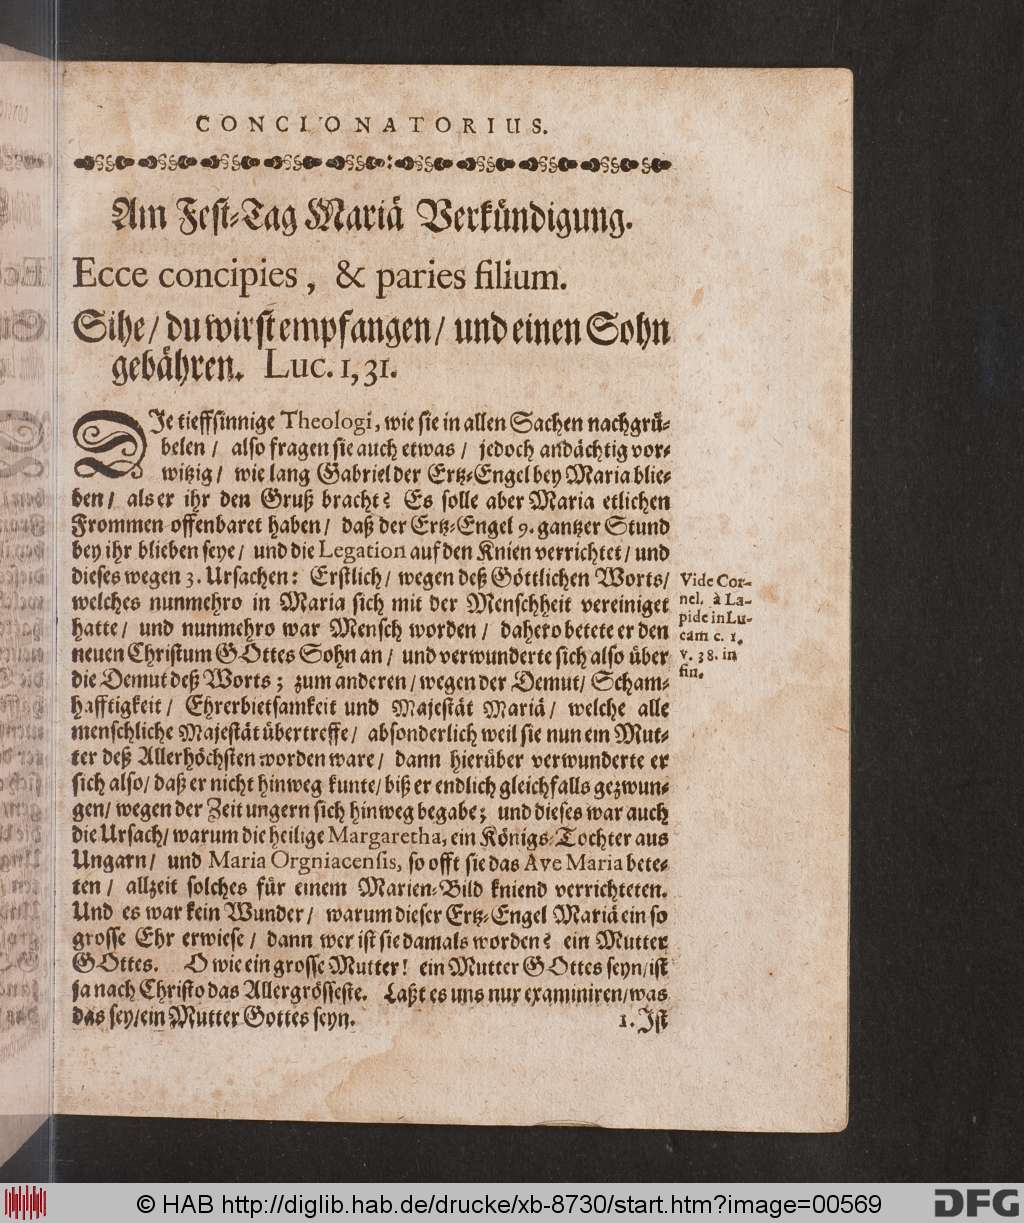 CONCIONATORIUS.
Am Fest-Tag Mariä Verkündigung.
Ecce concipies, & paries filium.
Sihe/ du wirst empfangen/ und einen Sohn
gebähren. Luc. 1, 31.
DJe tieffsinnige Theologi, wie sie in allen Sachen nachgrü-
belen / also fragen sie auch etwas / jedoch andächtig vor-
witzig / wie lang Gabriel der Ertz-Engel bey Maria blie-
ben / als er ihr den Gruß bracht? Es solle aber Maria etlichen
Frommen offenbaret haben / daß der Ertz-Engel 9. gantzer Stund
bey ihr blieben seye / und die Legation auf den Knien verrichtet / und
dieses wegen 3. Ursachen: Erstlich / wegen deß Göttlichen Worts/
welches nunmehro in Maria sich mit der Menschheit vereiniget
hatte / und nunmehro war Mensch worden / dahero betete er den
neuen Christum GOttes Sohn an / und verwunderte sich also über
die Demut deß Worts ; zum anderen / wegen der Demut/ Scham-
hafftigkeit / Ehrerbietsamkeit und Majestät Mariä / welche alle
menschliche Majestät übertreffe / absonderlich weil sie nun ein Mut-
ter deß Allerhöchsten worden ware / dann hierüber verwunderte er
sich also / daß er nicht hinweg kunte / biß er endlich gleichfalls gezwun-
gen / wegen der Zeit ungern sich hinweg begabe ; und dieses war auch
die Ursach / warum die heilige Margaretha, ein Königs-Tochter aus
Ungarn / und Maria Orgniacensis, so offt sie das Ave Maria bete-
ten / allzeit solches für einem Marien-Bild kniend verrichteten.
Und es war kein Wunder / warum dieser Ertz-Engel Mariä ein so
grosse Ehr erwiese / dann wer ist sie damals worden? ein Mutter
GOttes. O wie ein grosse Mutter! ein Mutter GOttes seyn / ist
ja nach Christo das Allergrösseste. Laßt es uns nur examiniren / was
das sey / ein Mutter Gottes seyn.
1. Jst
Vide Cor-
nel. à La-
pide in Lu-
cam c. 1.
v. 38. in
fin.
© HAB http://diglib.hab.de/drucke/xb-8730/start.htm?image=00569
DFG